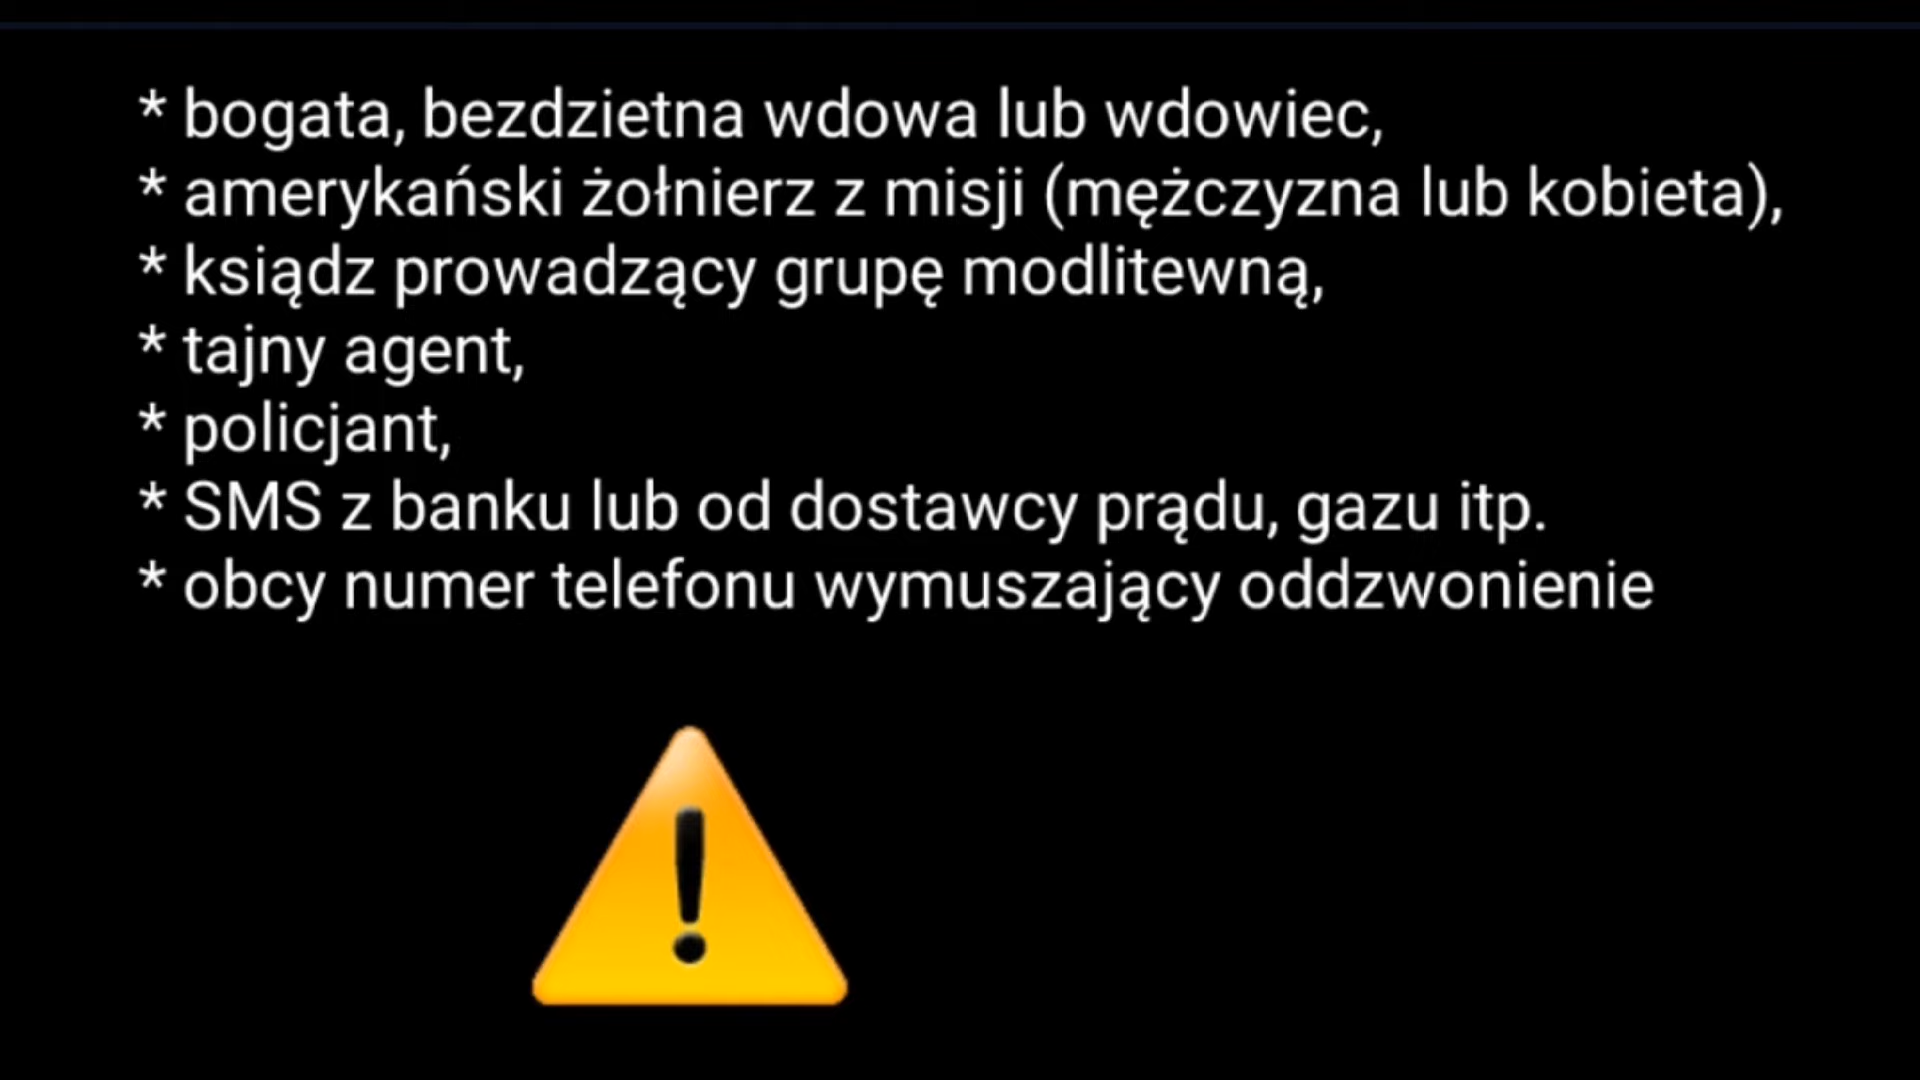 * bogata, bezdzietna wdowa lub wdowiec,
* amerykański żołnierz z misji (mężczyzna lub kobieta),
* ksiądz prowadzący grupę modlitewną,
* tajny agent,
* policjant,
* SMS z banku lub od dostawcy prądu, gazu itp.
* obcy numer telefonu wymuszający oddzwonienie